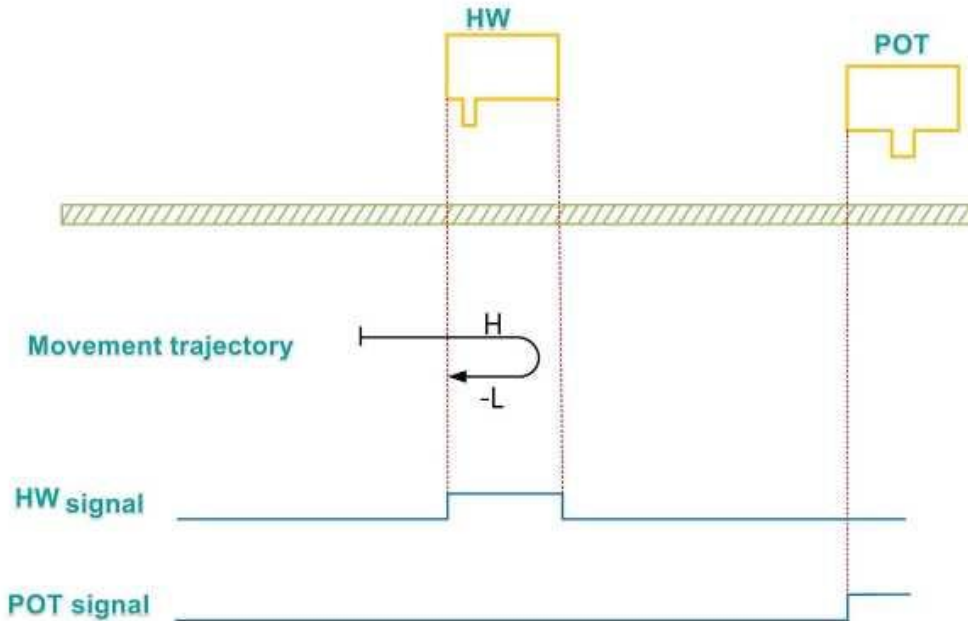 HW
POT
H
Movement trajectory
-L
HW signal
POT signal